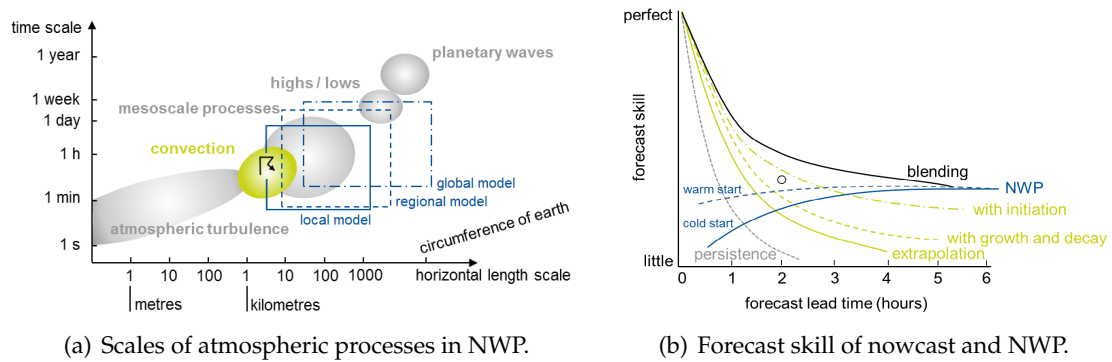 time scale
1 year
1 week
1 day
1 h
1 min
1 s
planetary waves
highs / lows
mesoscale processes
convection
global model
regional model
local model
atmospheric turbulence
circumference of earth
1 10 100 1 10 100 1000 horizontal length scale
metres kilometres
(a) Scales of atmospheric processes in NWP.
perfect
forecast skill
little
blending
warm start
NWP
with initiation
cold start
with growth and decay
persistence
extrapolation
0 1 2 3 4 5 6
forecast lead time (hours)
(b) Forecast skill of nowcast and NWP.